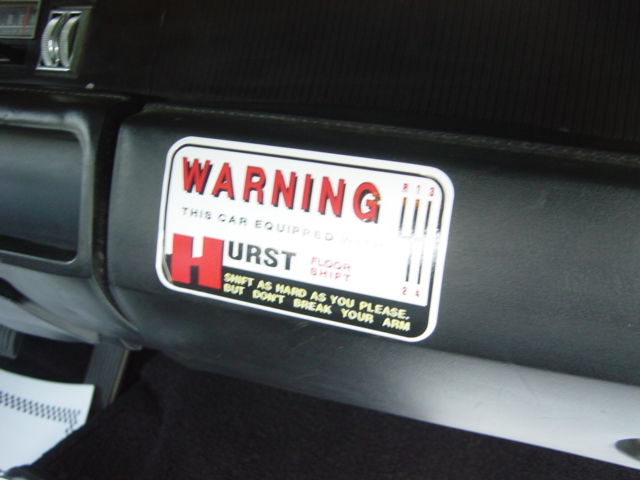 WARNING
R 1 3
THIS CAR EQUIPPED WITH
HURST FLOOR
SHIFT
2 4
SHIFT AS HARD AS YOU PLEASE,
BUT DON'T BREAK YOUR ARM